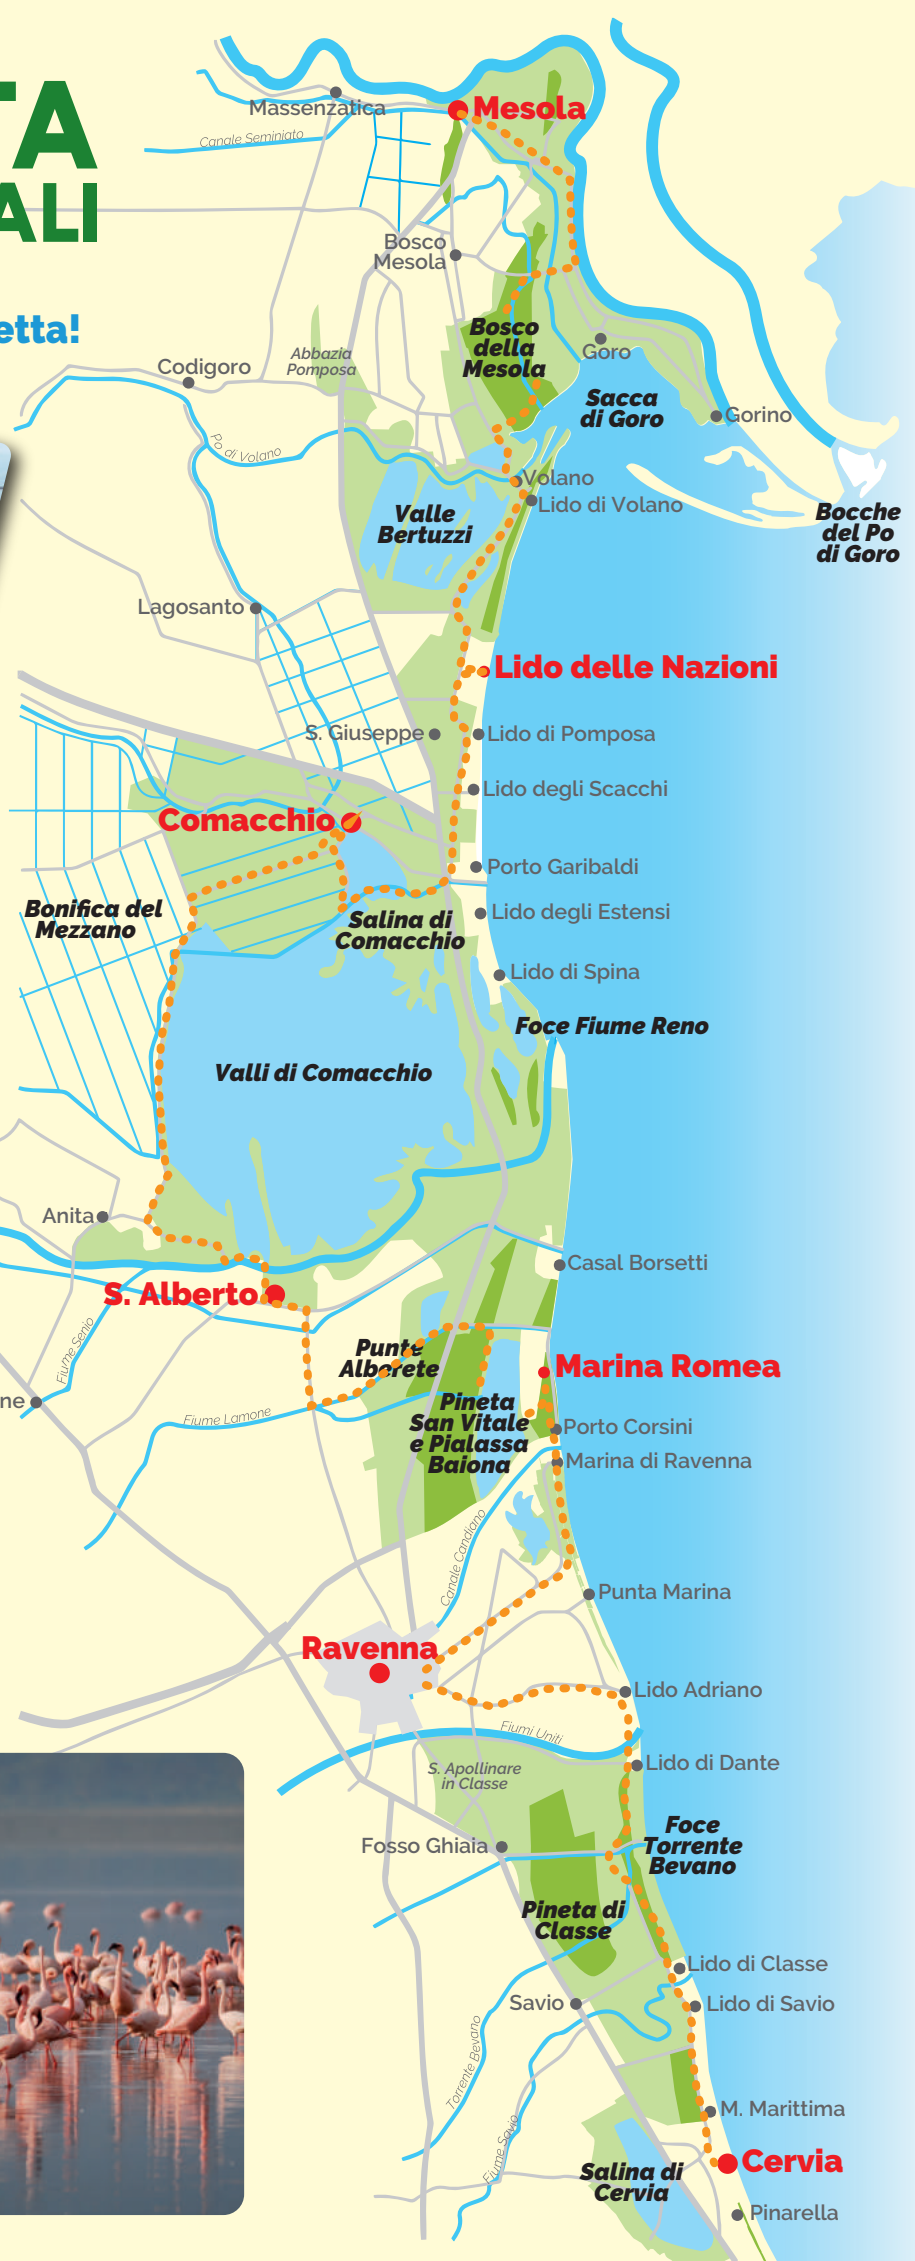 TA
ALI
etta!
Massenzatica
Mesola
Canale Seminiato
Bosco
Mesola
Bosco
della
Mesola
Goro
Abbazia
Pomposa
Codigoro
Sacca
di Goro
Gorino
Po di Volano
Volano
Lido di Volano
Valle
Bertuzzi
Bocche
del Po
di Goro
Lagosanto
Lido delle Nazioni
S. Giuseppe
Lido di Pomposa
Lido degli Scacchi
Comacchio
Porto Garibaldi
Bonifica del
Mezzano
Salina di
Comacchio
Lido degli Estensi
Lido di Spina
Foce Fiume Reno
Valli di Comacchio
Anita
Casal Borsetti
S. Alberto
Fiume Senio
Punte
Alberete
Marina Romea
ne
Fiume Lamone
Pineta
San Vitale
e Pialassa
Baiona
Porto Corsini
Marina di Ravenna
Canale Candiano
Punta Marina
Ravenna
Lido Adriano
Fiumi Uniti
S. Apollinare
in Classe
Lido di Dante
Fosso Ghiaia
Foce
Torrente
Bevano
Pineta di
Classe
Lido di Classe
Savio
Lido di Savio
Torrente Bevano
Fiume Savio
M. Marittima
Cervia
Salina di
Cervia
Pinarella